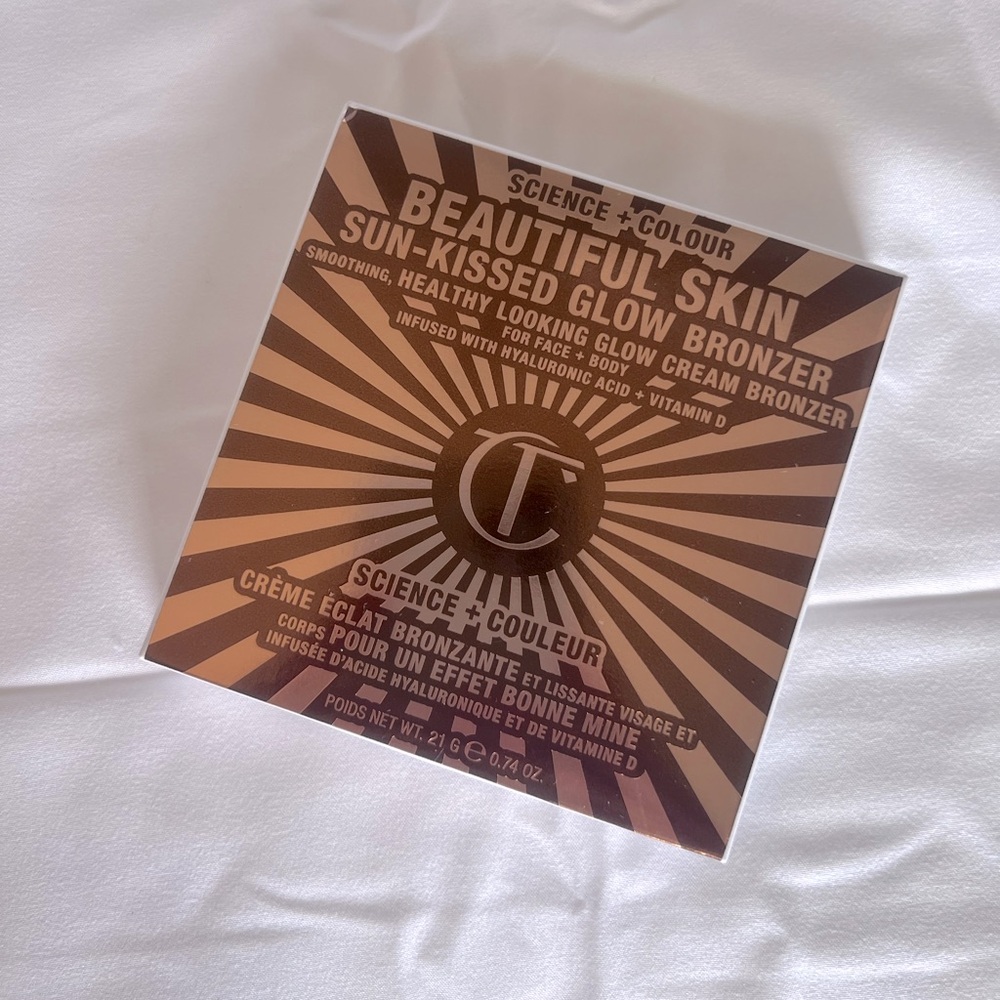 SCIENCE + COLOUR
BEAUTIFUL SKIN
SUN-KISSED GLOW BRONZER
SMOOTHING, HEALTHY LOOKING GLOW CREAM BRONZER
FOR FACE + BODY
INFUSED WITH HYALURONIC ACID + VITAMIN D
CT
SCIENCE + COULEUR
CRÈME ÉCLAT BRONZANTE ET LISSANTE VISAGE ET
CORPS POUR UN EFFET BONNE MINE
INFUSÉE D'ACIDE HYALURONIQUE ET DE VITAMINE D
POIDS NET WT. 21 G ℮ 0.74 OZ.